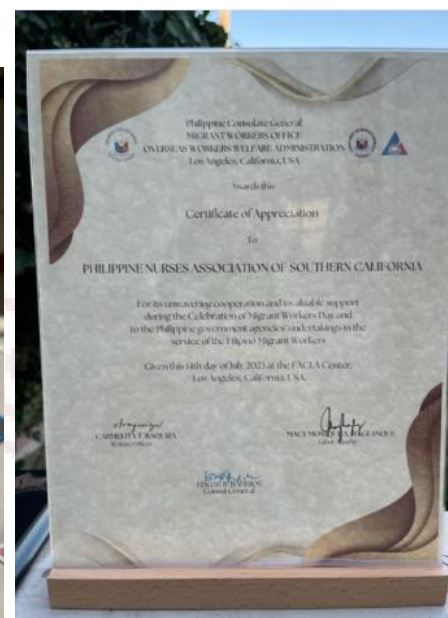 Philippine Consulate General
MIGRANT WORKERS OFFICE
OVERSEAS WORKERS WELFARE ADMINISTRATION
Los Angeles, California, USA
Awards this
Certificate of Appreciation
To
PHILIPPINE NURSES ASSOCIATION OF SOUTHERN CALIFORNIA
For its unwavering cooperation and invaluable support
during the Celebration of Migrant Workers Day and
to the Philippine government agencies' undertakings in the
service of the Filipino Migrant Workers
Given this 14th day of July 2023 at the
Center,
Los Angeles, California, USA.
Welfare Officer
Labor Attaché
Consul General